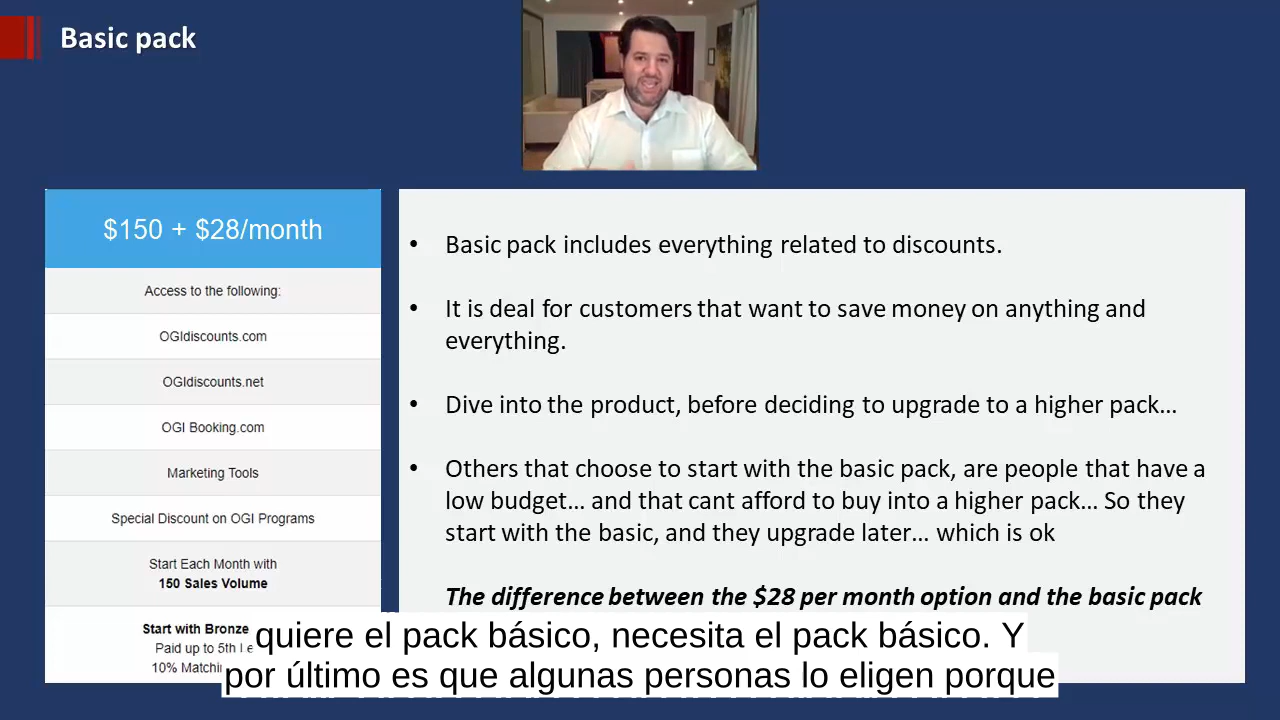 Basic pack
$150 + $28/month
Access to the following:
OGIdiscounts.com
OGIdiscounts.net
OGI Booking.com
Marketing Tools
Special Discount on OGI Programs
Start Each Month with
150 Sales Volume
Start with Bronze
Paid up to 5th
10%
• Basic pack includes everything related to discounts.
• It is deal for customers that want to save money on anything and
everything.
• Dive into the product, before deciding to upgrade to a higher pack…
• Others that choose to start with the basic pack, are people that have a
low budget… and that cant afford to buy into a higher pack… So they
start with the basic, and they upgrade later… which is ok
The difference between the $28 per month option and the basic pack
quiere el pack básico, necesita el pack básico. Y
por último es que algunas personas lo eligen porque